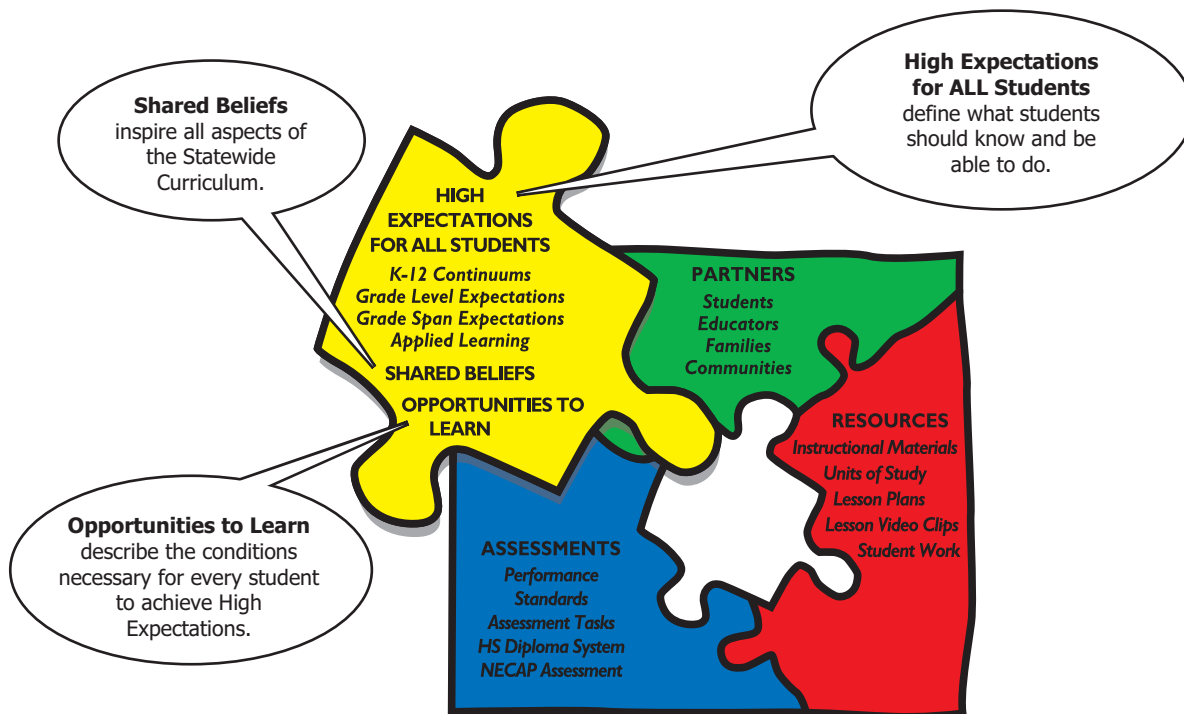 Shared Beliefs
inspire all aspects of
the Statewide
Curriculum.
High Expectations
for ALL Students
define what students
should know and be
able to do.
HIGH
EXPECTATIONS
FOR ALL STUDENTS
K-12 Continuums
Grade Level Expectations
Grade Span Expectations
Applied Learning
SHARED BELIEFS
OPPORTUNITIES TO
LEARN
PARTNERS
Students
Educators
Families
Communities
RESOURCES
Instructional Materials
Units of Study
Lesson Plans
Lesson Video Clips
Student Work
Opportunities to Learn
describe the conditions
necessary for every student
to achieve High
Expectations.
ASSESSMENTS
Performance
Standards
Assessment Tasks
HS Diploma System
NECAP Assessment